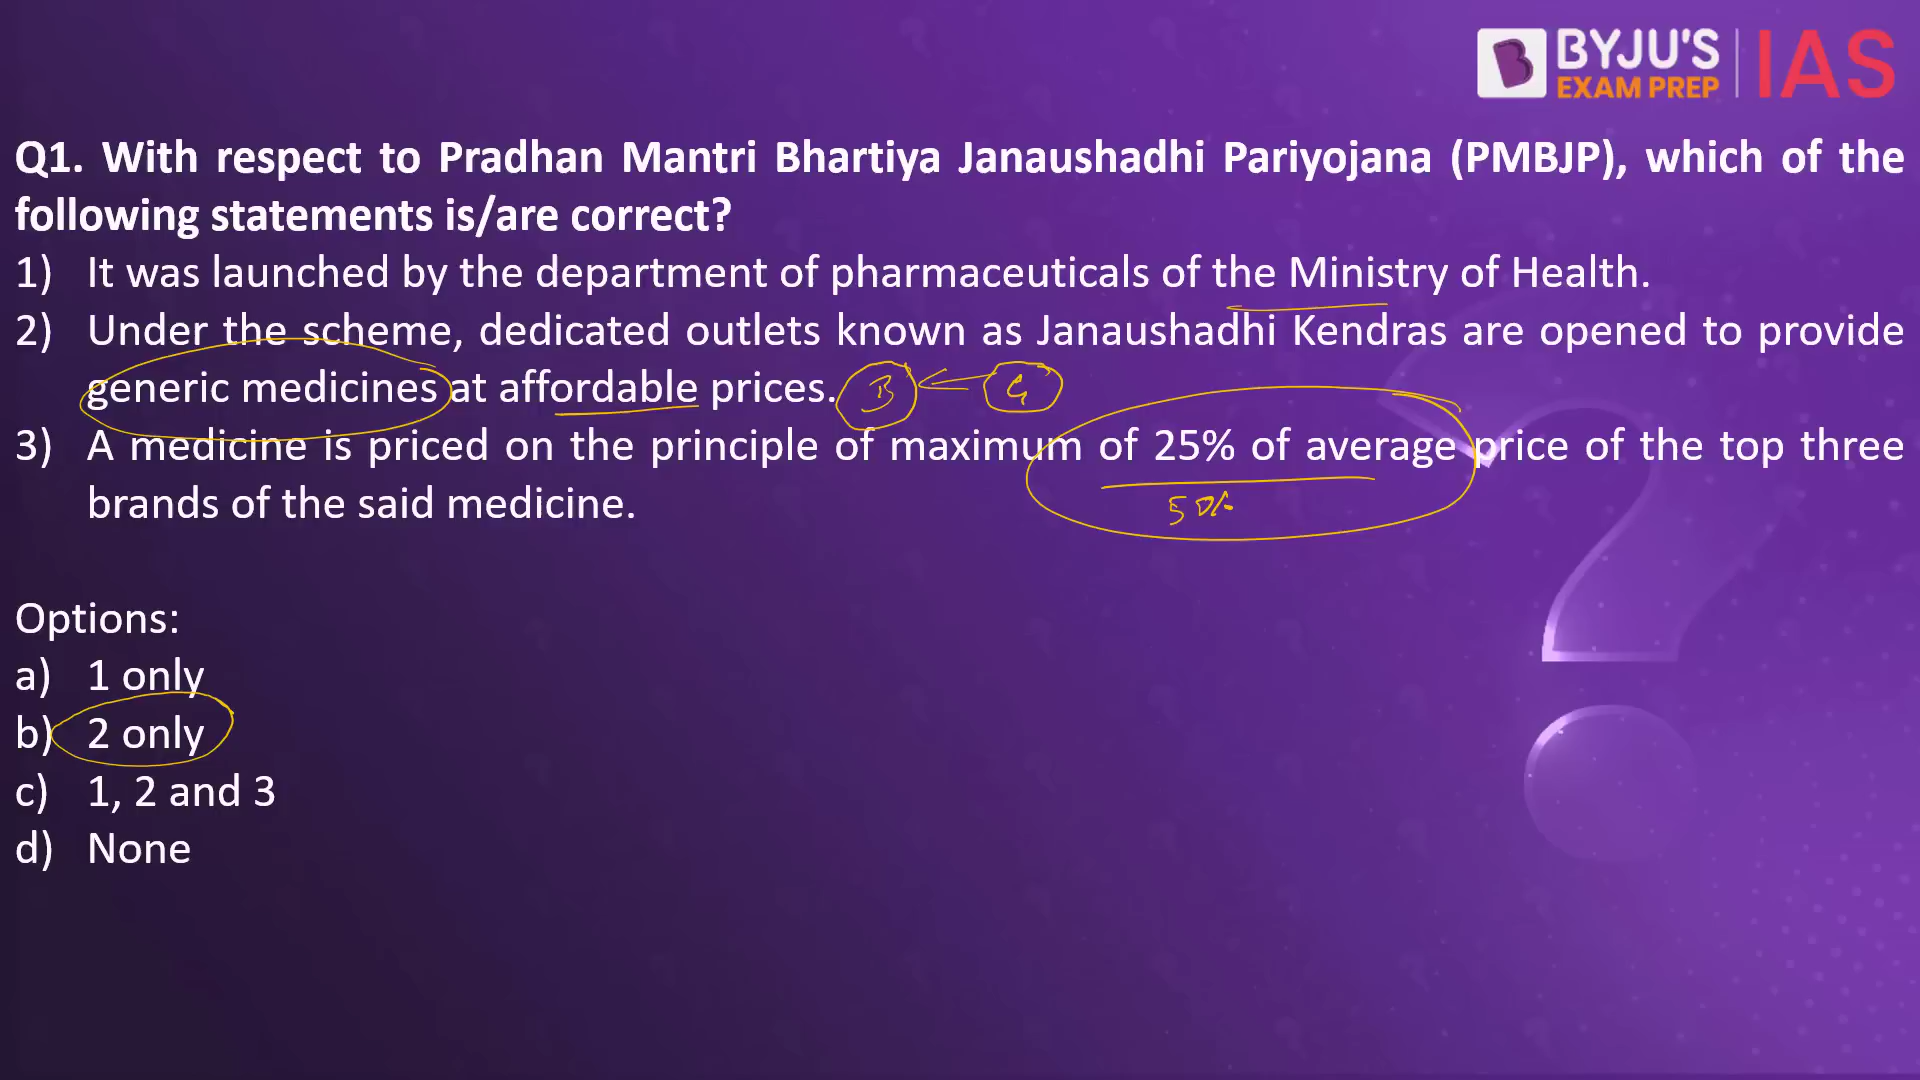 BYJU'S
EXAM PREP
IAS
Q1. With respect to Pradhan Mantri Bhartiya Janaushadhi Pariyojana (PMBJP), which of the
following statements is/are correct?
1) It was launched by the department of pharmaceuticals of the Ministry of Health.
2) Under the scheme, dedicated outlets known as Janaushadhi Kendras are opened to provide
generic medicines at affordable prices. B G
3) A medicine is priced on the principle of maximum of 25% of average price of the top three
brands of the said medicine. 50%
Options:
a) 1 only
b) 2 only
c) 1, 2 and 3
d) None